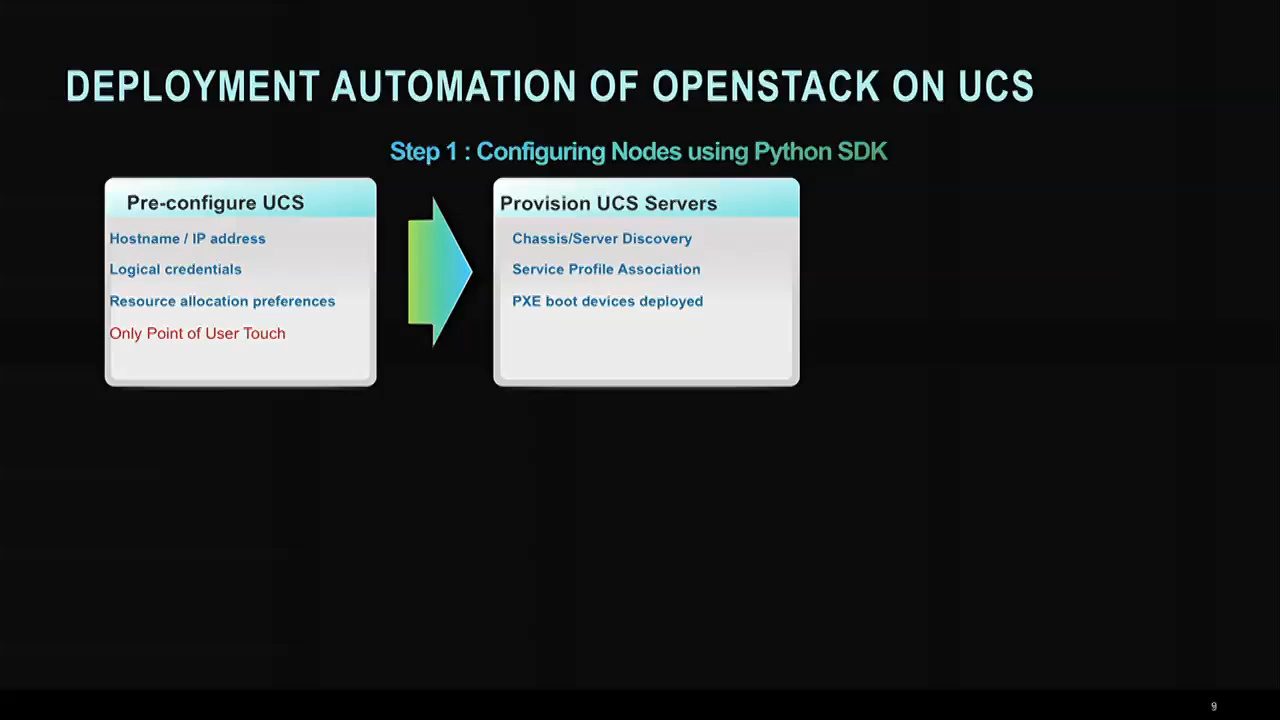 DEPLOYMENT AUTOMATION OF OPENSTACK ON UCS
Step 1 : Configuring Nodes using Python SDK
Pre-configure UCS
Hostname / IP address
Logical credentials
Resource allocation preferences
Only Point of User Touch
Provision UCS Servers
Chassis/Server Discovery
Service Profile Association
PXE boot devices deployed
9